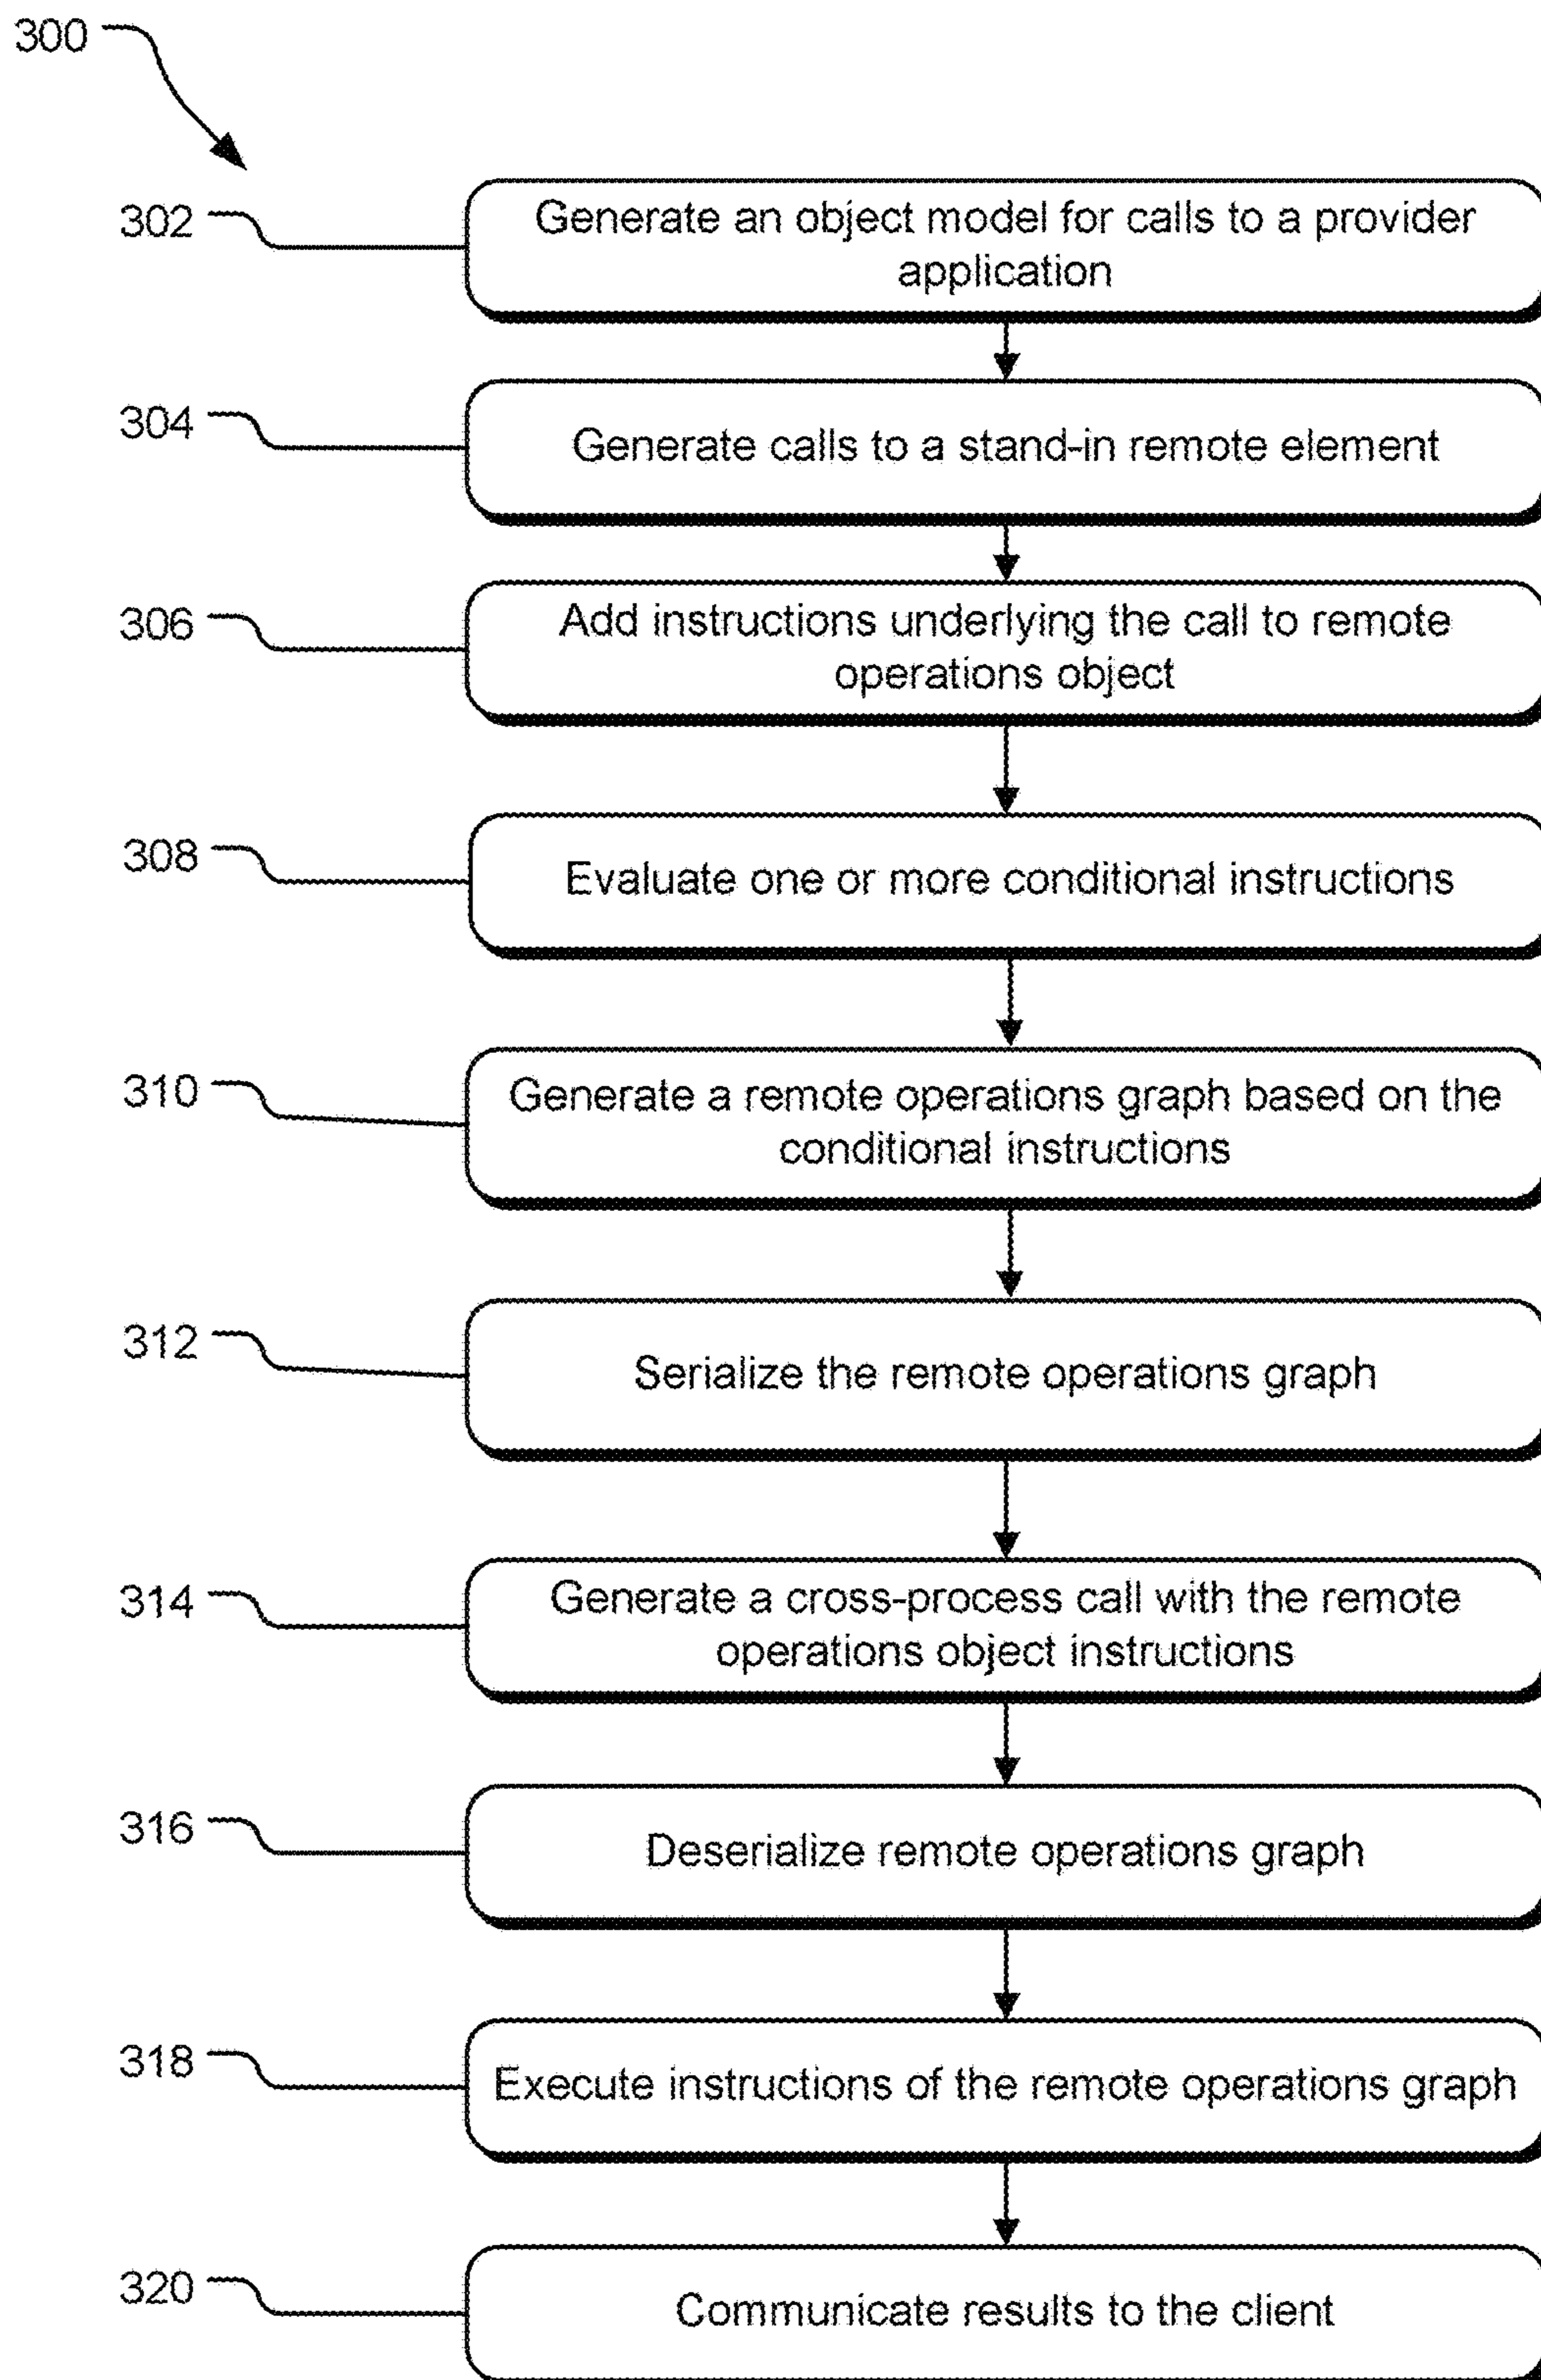 300
302
Generate an object model for calls to a provider
application
304
Generate calls to a stand-in remote element
306
Add instructions underlying the call to remote
operations object
308
Evaluate one or more conditional instructions
310
Generate a remote operations graph based on the
conditional instructions
312
Serialize the remote operations graph
314
Generate a cross-process call with the remote
operations object instructions
316
Deserialize remote operations graph
318
Execute instructions of the remote operations graph
320
Communicate results to the client